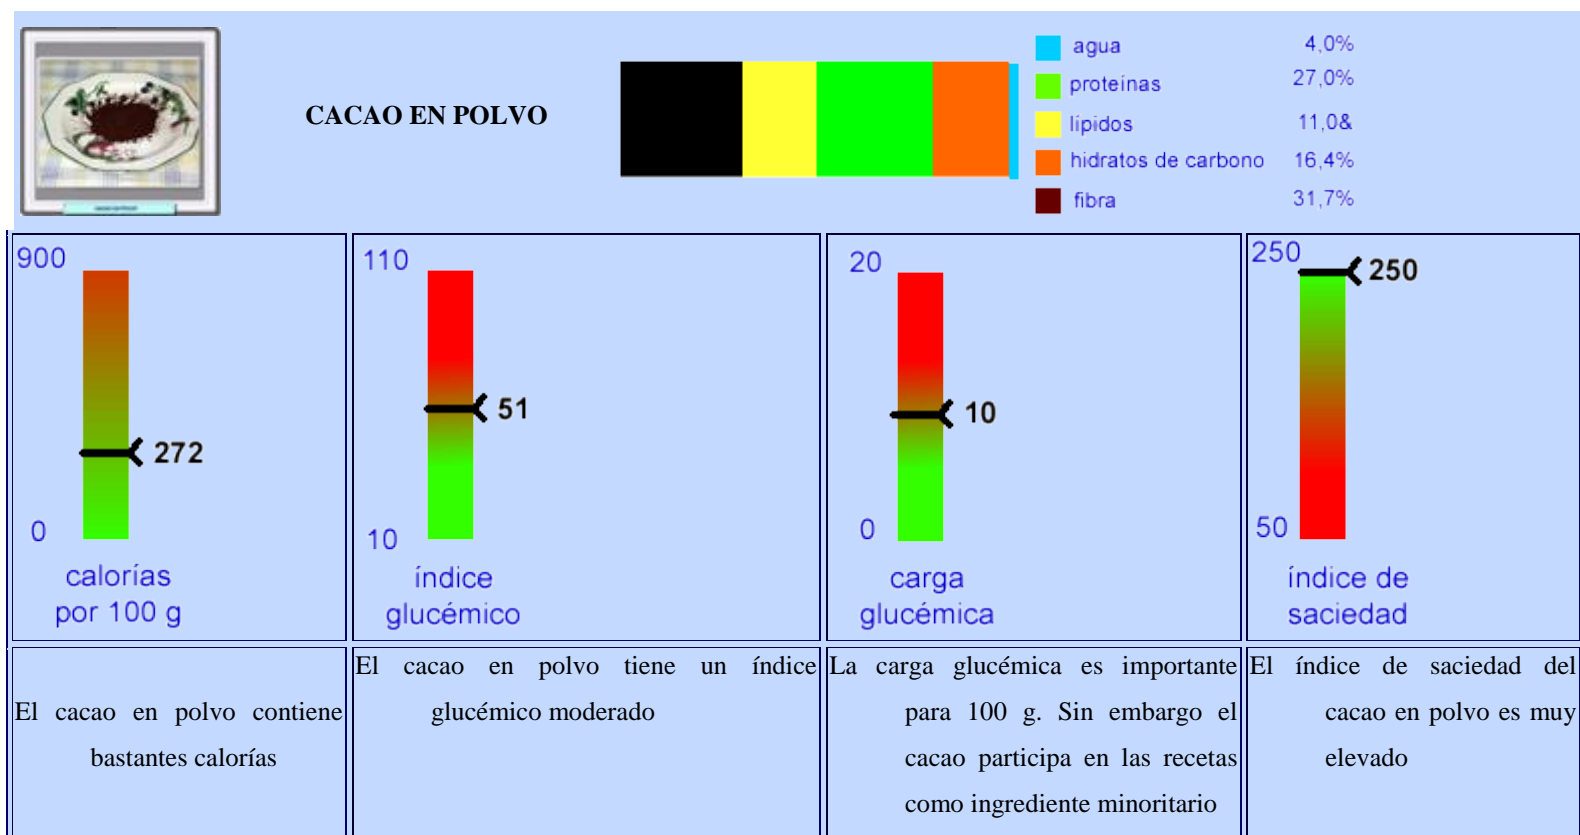 CACAO EN POLVO
agua 4,0%
proteínas 27,0%
lipidos 11,0&
hidratos de carbono 16,4%
fibra 31,7%
900
272
0
calorías
por 100 g
110
51
10
índice
glucémico
20
10
0
carga
glucémica
250
250
50
índice de
saciedad
El cacao en polvo contiene
bastantes calorías
El cacao en polvo tiene un índice
glucémico moderado
La carga glucémica es importante
para 100 g. Sin embargo el
cacao participa en las recetas
como ingrediente minoritario
El índice de saciedad del
cacao en polvo es muy
elevado